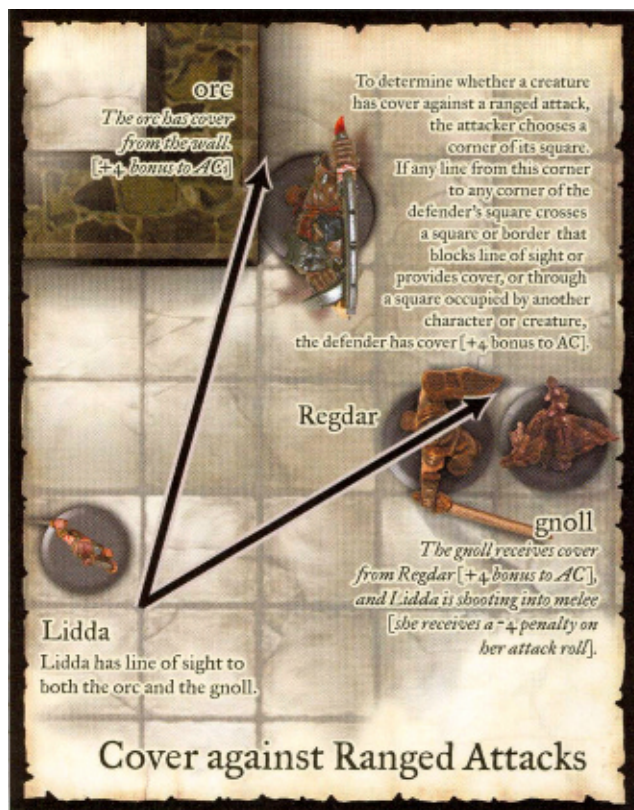 orc
The orc has cover
from the wall.
[+4 bonus to AC]
To determine whether a creature
has cover against a ranged attack,
the attacker chooses a
corner of its square.
If any line from this corner
to any corner of the
defender's square crosses
a square or border that
blocks line of sight or
provides cover, or through
a square occupied by another
character or creature,
the defender has cover [+4 bonus to AC].
Regdar
gnoll
The gnoll receives cover
from Regdar [+4 bonus to AC],
and Lidda is shooting into melee
[she receives a -4 penalty on
her attack roll].
Lidda
Lidda has line of sight to
both the orc and the gnoll.
Cover against Ranged Attacks